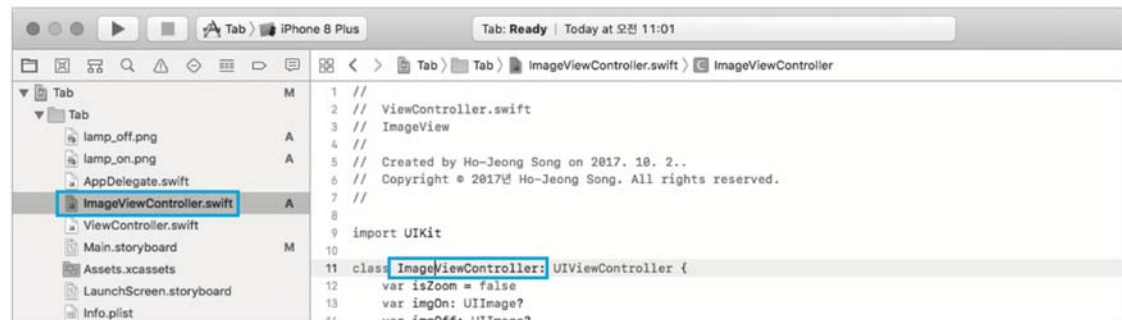 Tab 〉 iPhone 8 Plus
Tab: Ready | Today at 오전 11:01
Tab 〉 Tab 〉 ImageViewController.swift 〉 C ImageViewController
Tab M
Tab
lamp_off.png A
lamp_on.png A
AppDelegate.swift
ImageViewController.swift A
ViewController.swift
Main.storyboard M
Assets.xcassets
LaunchScreen.storyboard
Info.plist
1 //
2 //  ViewController.swift
3 //  ImageView
4 //
5 //  Created by Ho-Jeong Song on 2017. 10. 2..
6 //  Copyright © 2017년 Ho-Jeong Song. All rights reserved.
7 //
8
9 import UIKit
10
11 class ImageViewController: UIViewController {
12     var isZoom = false
13     var imgOn: UIImage?
14     var imgOff: UIImage?